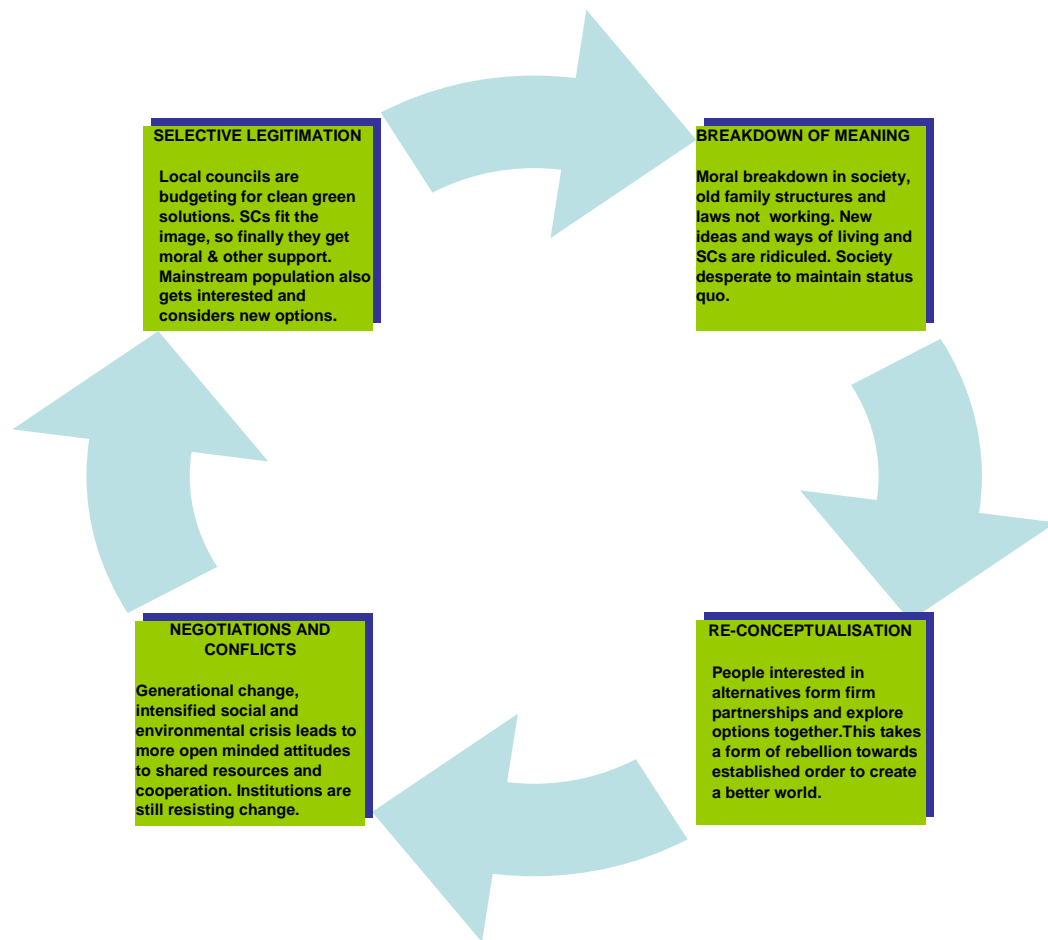 SELECTIVE LEGITIMATION
Local councils are
budgeting for clean green
solutions. SCs fit the
image, so finally they get
moral & other support.
Mainstream population also
gets interested and
considers new options.
BREAKDOWN OF MEANING
Moral breakdown in society,
old family structures and
laws not  working. New
ideas and ways of living and
SCs are ridiculed. Society
desperate to maintain status
quo.
NEGOTIATIONS AND
CONFLICTS
Generational change,
intensified social and
environmental crisis leads to
more open minded attitudes
to shared resources and
cooperation. Institutions are
still resisting change.
RE-CONCEPTUALISATION
People interested in
alternatives form firm
partnerships and explore
options together.This takes
a form of rebellion towards
established order to create
a better world.